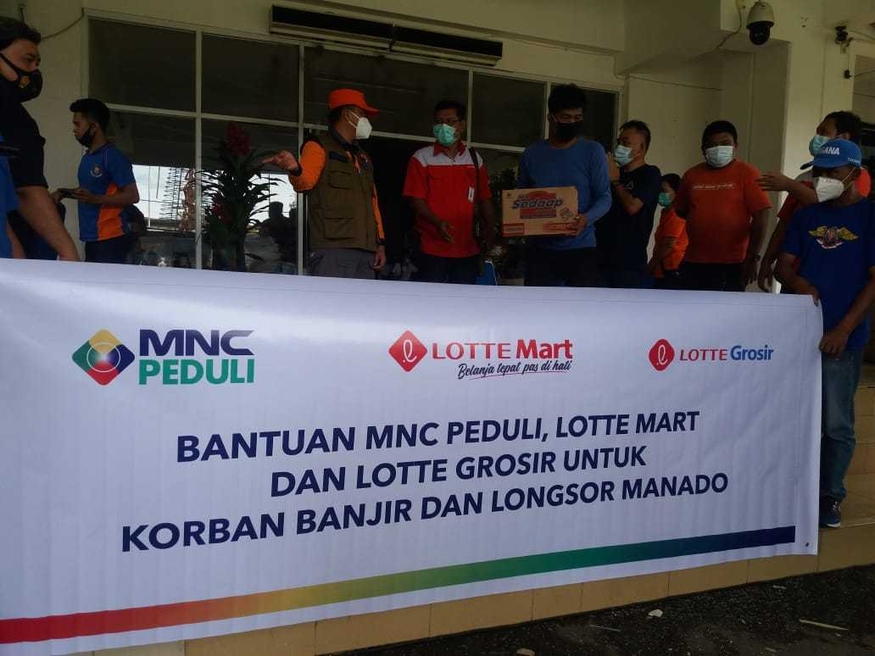 Sedaap
ANA
MNC
PEDULI
LOTTE Mart
Belanja tepat pas di hati
LOTTE Grosir
BANTUAN MNC PEDULI, LOTTE MART
DAN LOTTE GROSIR UNTUK
KORBAN BANJIR DAN LONGSOR MANADO